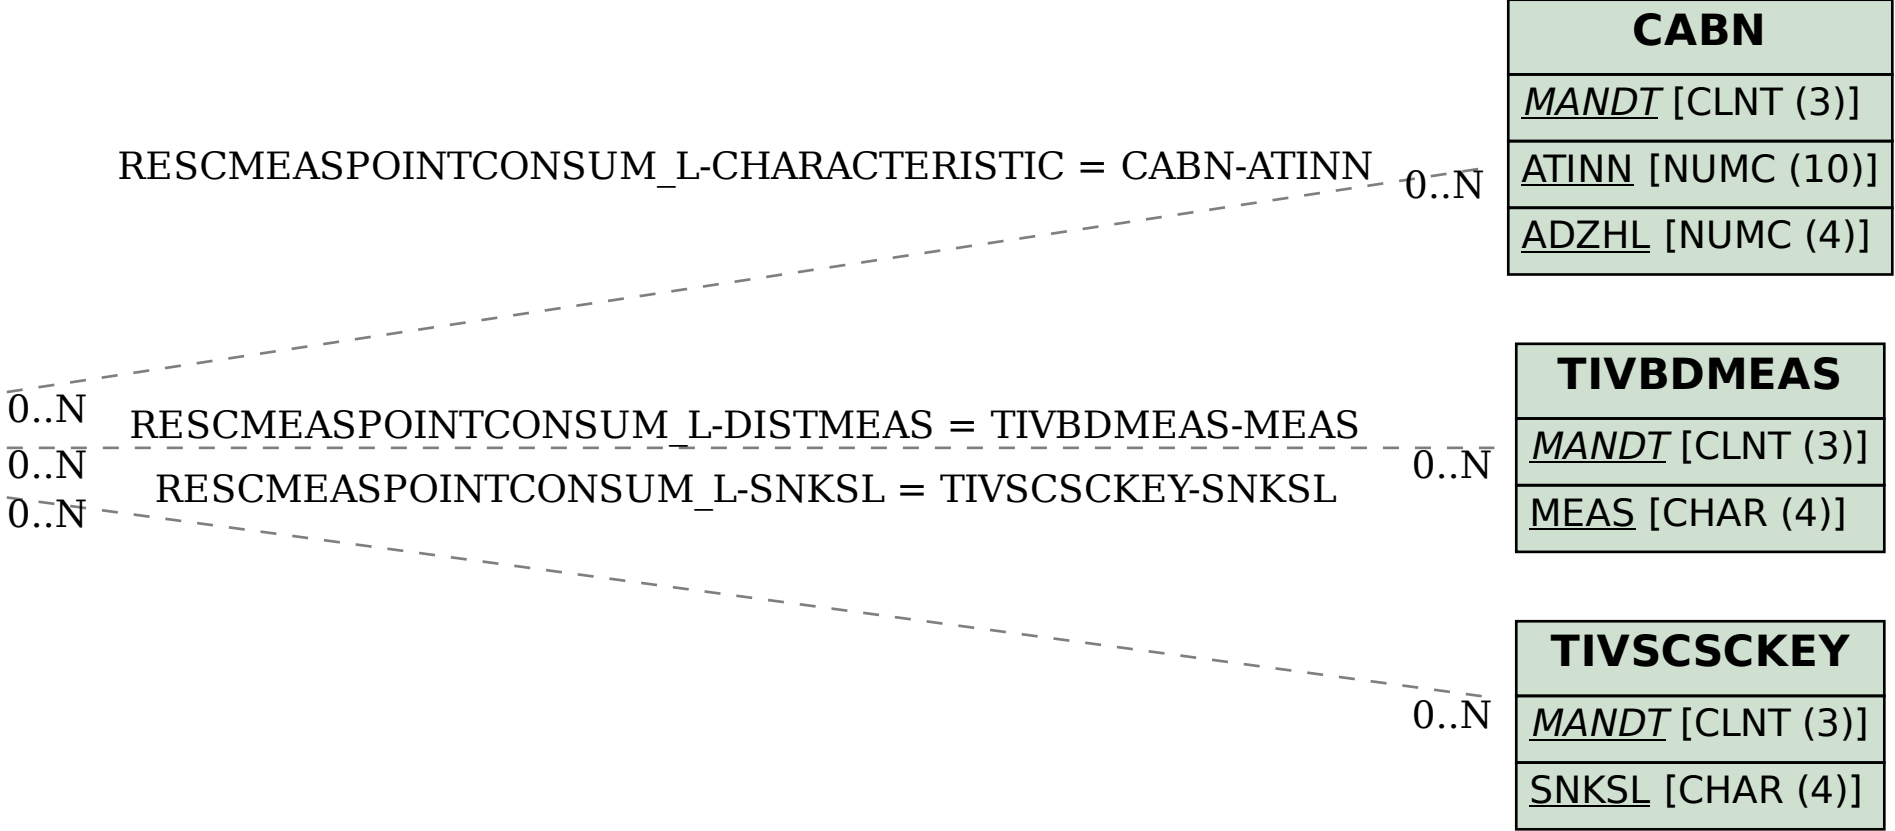 CABN
MANDT [CLNT (3)]
RESCMEASPOINTCONSUM_L-CHARACTERISTIC = CABN-ATINN
0..N
ATINN [NUMC (10)]
ADZHL [NUMC (4)]
TIVBDMEAS
0..N
RESCMEASPOINTCONSUM_L-DISTMEAS = TIVBDMEAS-MEAS
MANDT [CLNT (3)]
0..N
0..N
RESCMEASPOINTCONSUM_L-SNKSL = TIVSCSCKEY-SNKSL
0..N
MEAS [CHAR (4)]
TIVSCSCKEY
0..N
MANDT [CLNT (3)]
SNKSL [CHAR (4)]